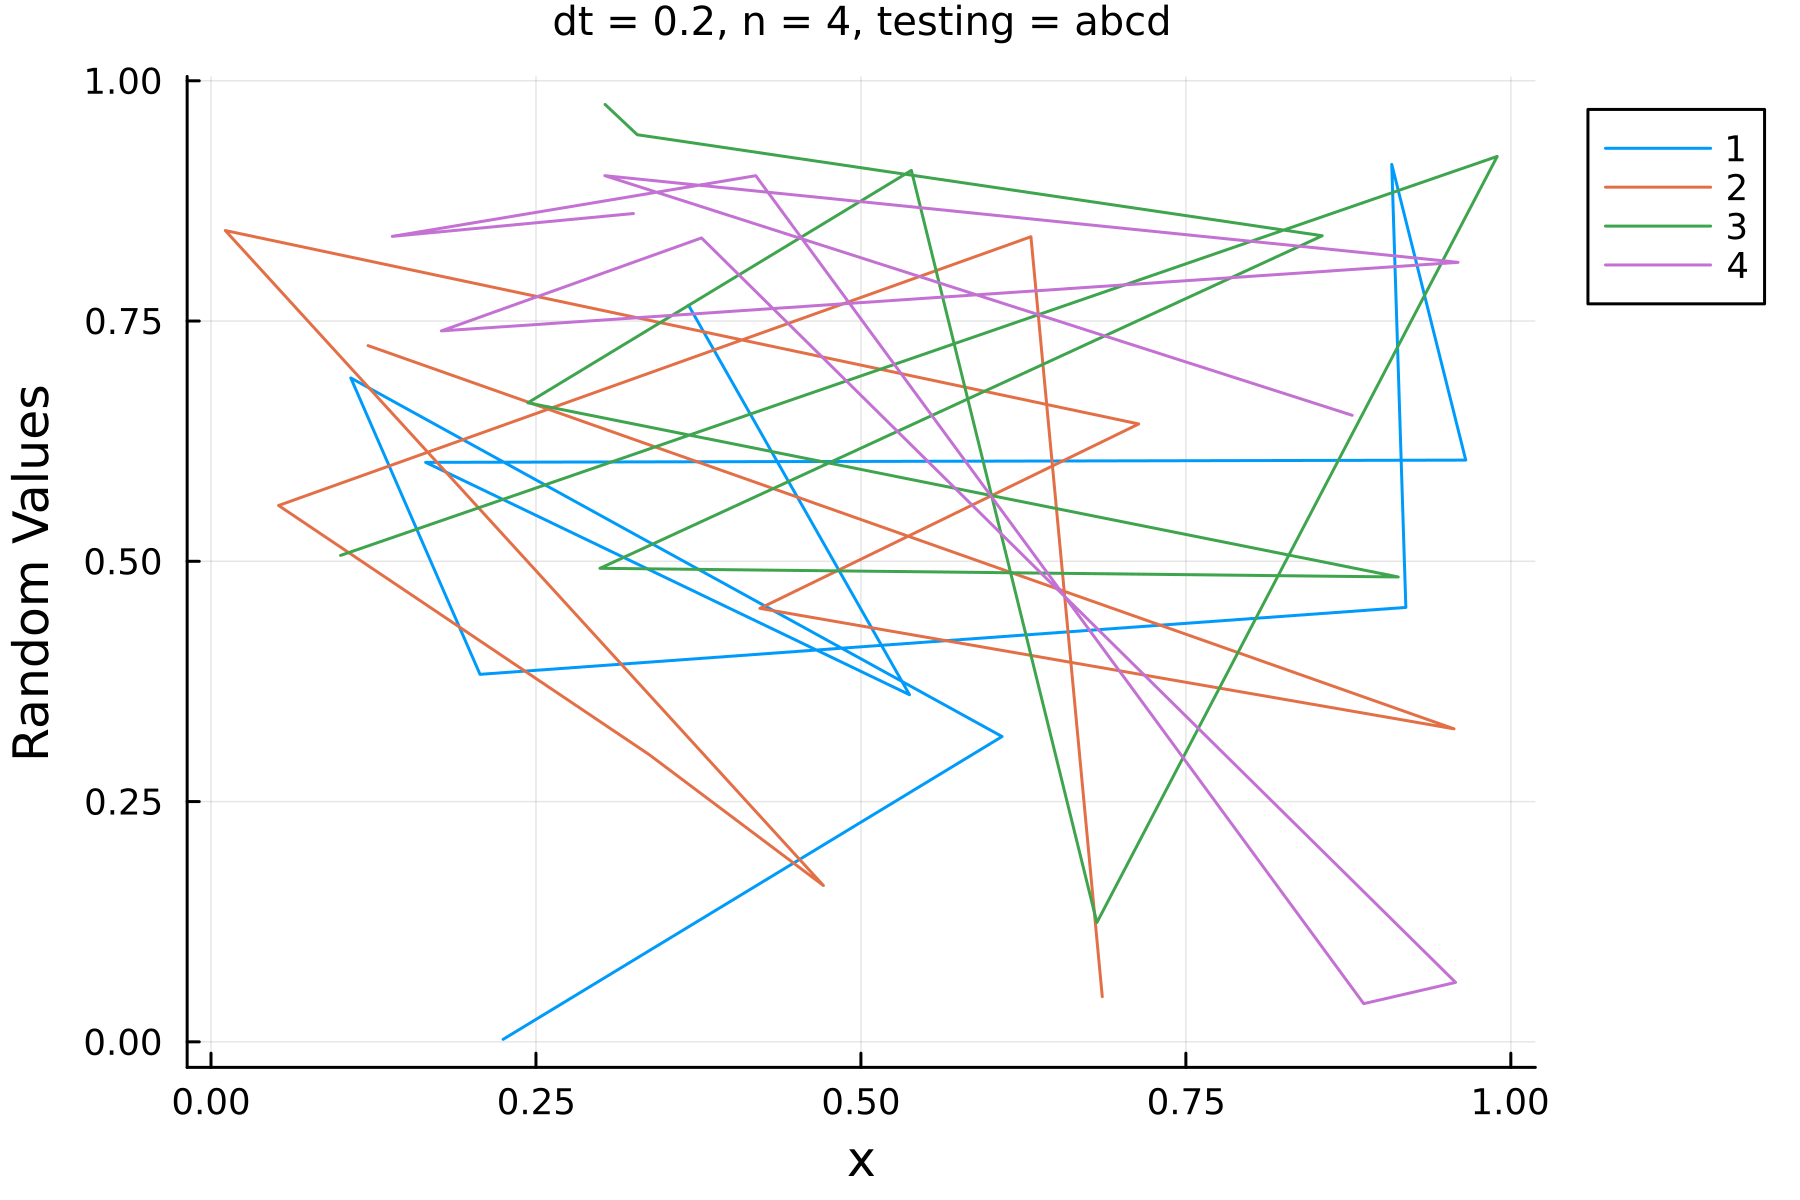 dt = 0.2, n = 4, testing = abcd
1.00
0.75
0.50
0.25
0.00
Random Values
0.00 0.25 0.50 0.75 1.00
x
1
2
3
4